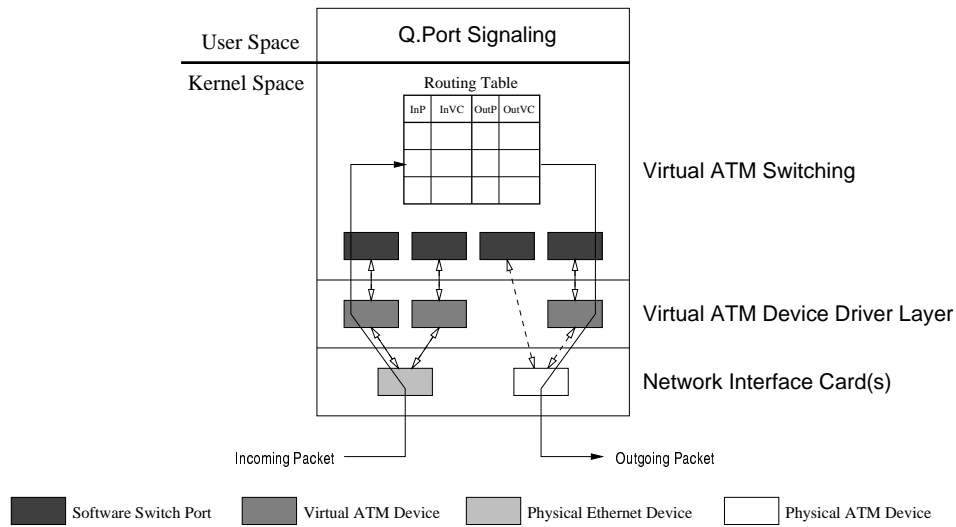 Q.Port Signaling
User Space
Kernel Space
Routing Table
InP InVC OutP OutVC
Virtual ATM Switching
Virtual ATM Device Driver Layer
Network Interface Card(s)
Incoming Packet
Outgoing Packet
Software Switch Port
Virtual ATM Device
Physical Ethernet Device
Physical ATM Device